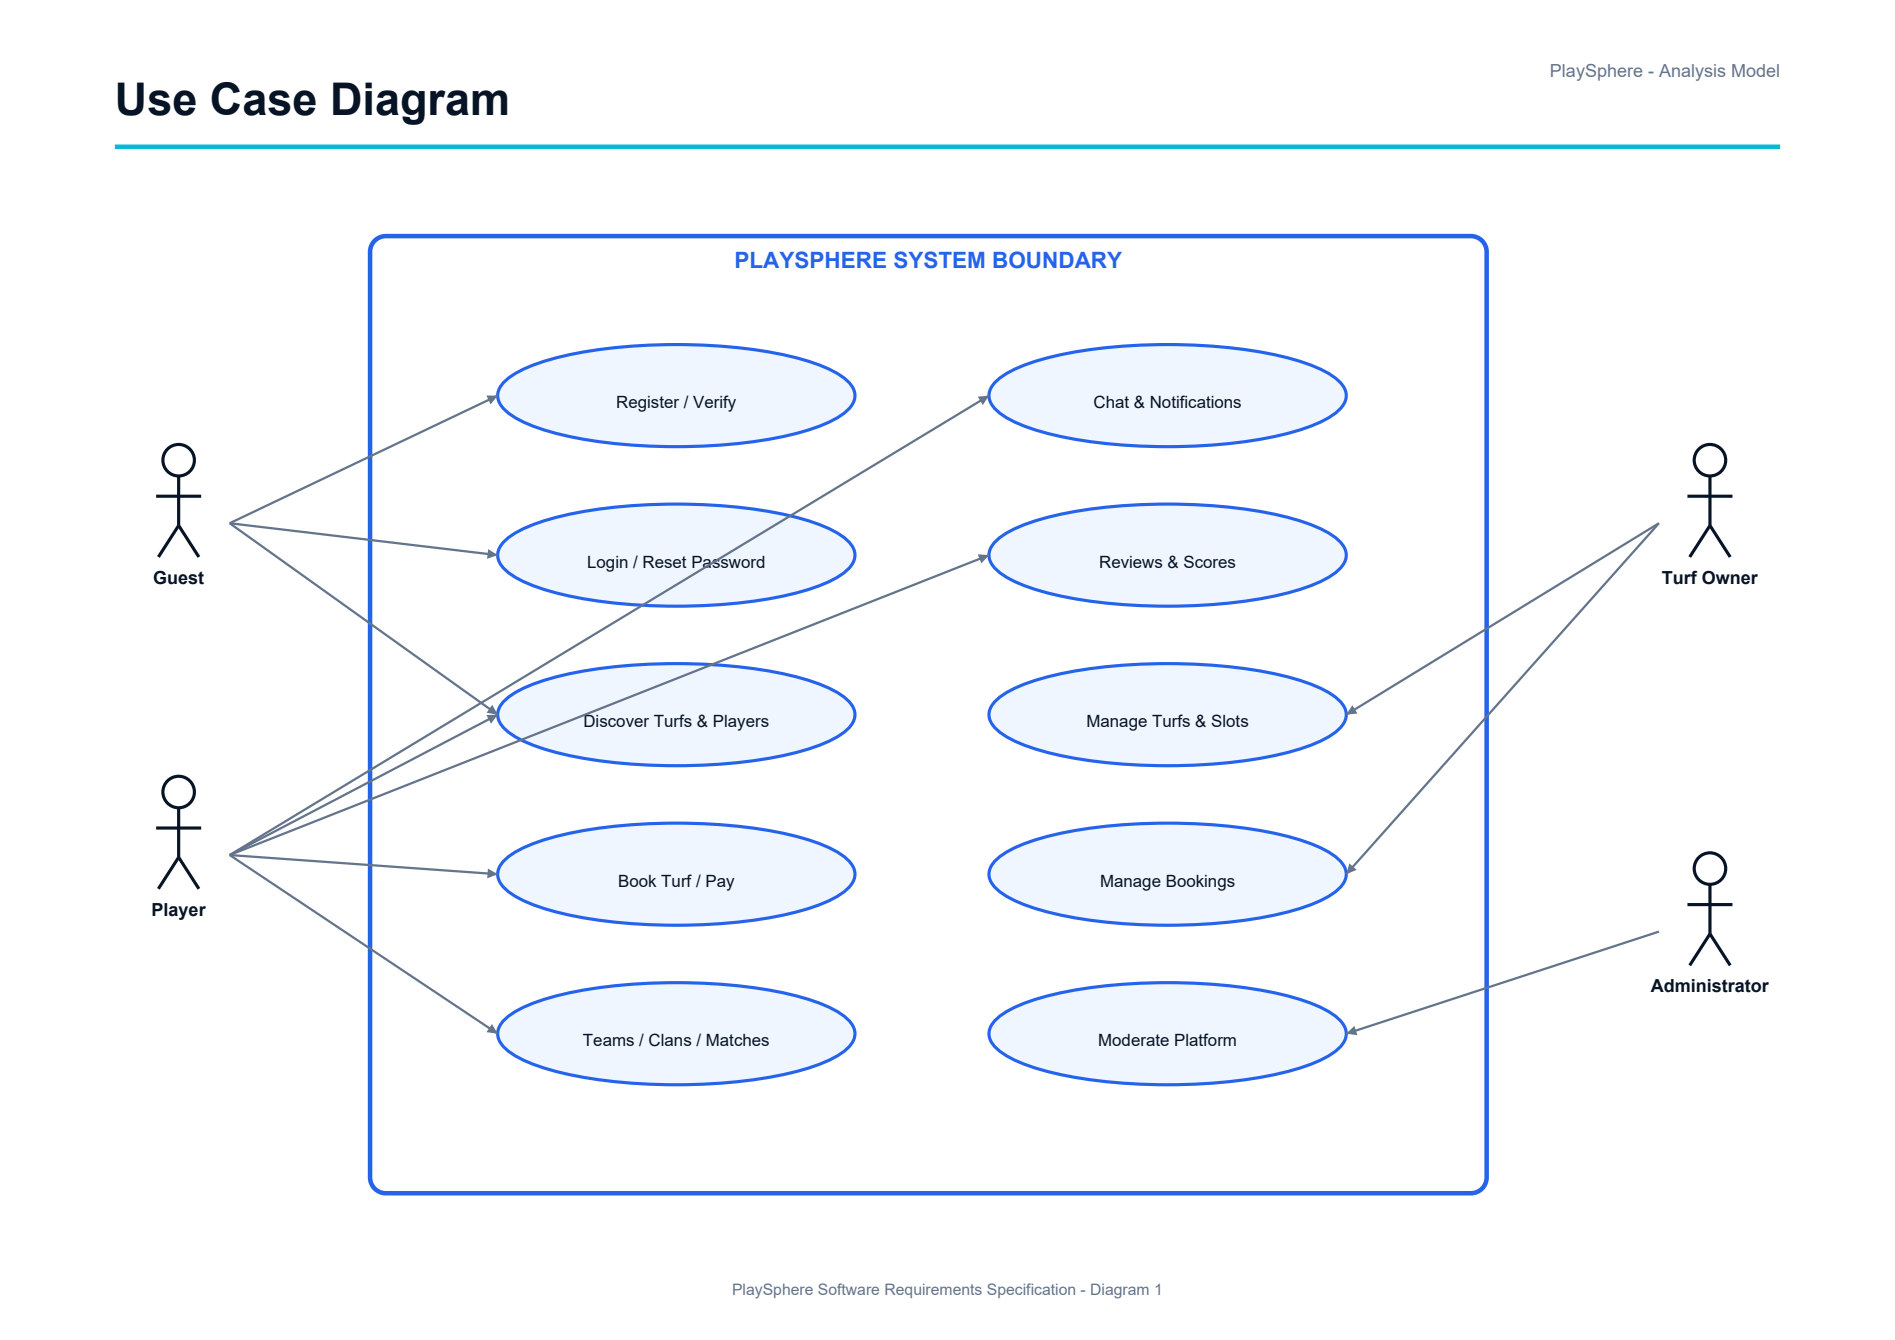 PlaySphere - Analysis Model
Use Case Diagram
PLAYSPHERE SYSTEM BOUNDARY
Register / Verify
Chat & Notifications
Login / Reset Password
Reviews & Scores
Guest
Turf Owner
Discover Turfs & Players
Manage Turfs & Slots
Book Turf / Pay
Manage Bookings
Player
Administrator
Teams / Clans / Matches
Moderate Platform
PlaySphere Software Requirements Specification - Diagram 1